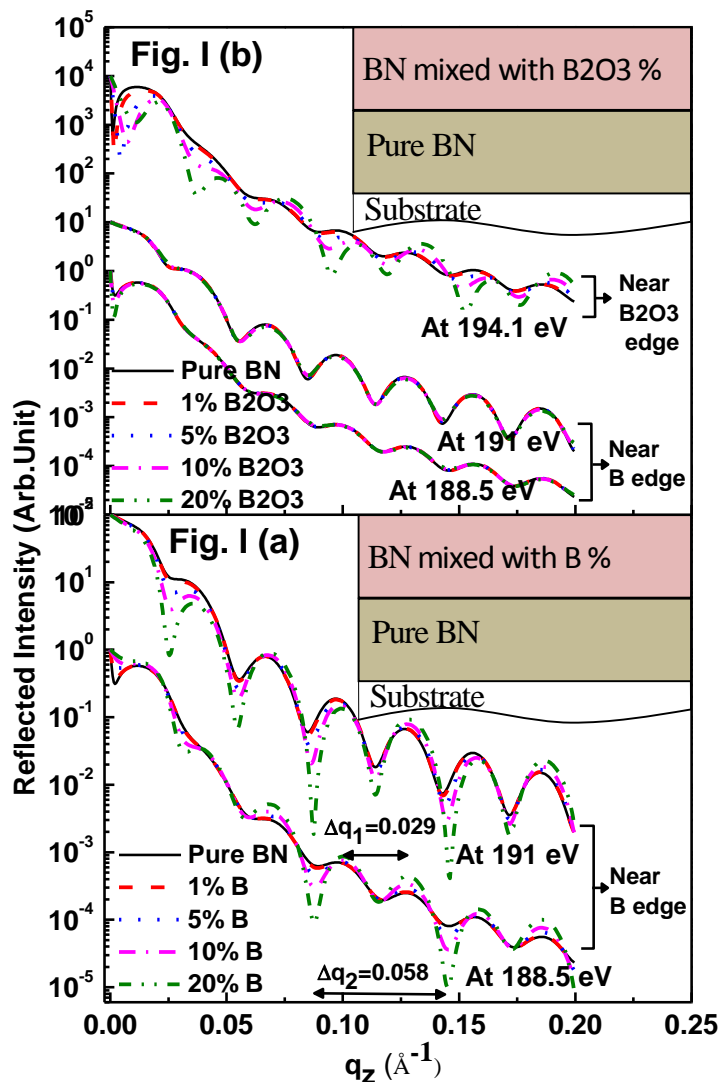 Fig. I (b)
BN mixed with B2O3 %
Pure BN
Substrate
10^5
10^4
10^3
10^2
10^1
10^0
10^-1
10^-2
10^-3
10^-4
Near
B2O3
edge
At 194.1 eV
Pure BN
1% B2O3
5% B2O3
10% B2O3
20% B2O3
At 191 eV
At 188.5 eV
Near
B edge
Fig. I (a)
BN mixed with B %
Pure BN
Substrate
10^1
10^0
10^-1
10^-2
10^-3
10^-4
10^-5
Δq1=0.029
Pure BN
1% B
5% B
10% B
20% B
At 191 eV
Near
B edge
At 188.5 eV
Δq2=0.058
0.00 0.05 0.10 0.15 0.20 0.25
qz (Å^-1)
Reflected Intensity (Arb.Unit)